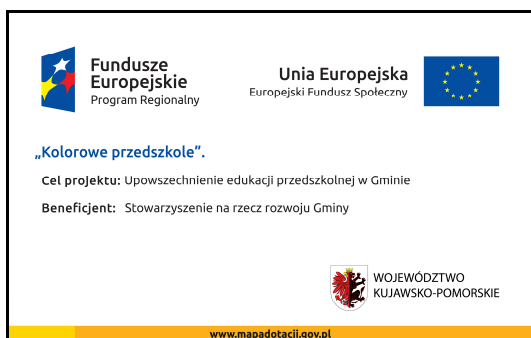 Fundusze
Europejskie
Program Regionalny
Unia Europejska
Europejski Fundusz Społeczny
„Kolorowe przedszkole”.
Cel projektu: Upowszechnienie edukacji przedszkolnej w Gminie
Beneficjent: Stowarzyszenie na rzecz rozwoju Gminy
WOJEWÓDZTWO
KUJAWSKO-POMORSKIE
www.mapadotacji.gov.pl